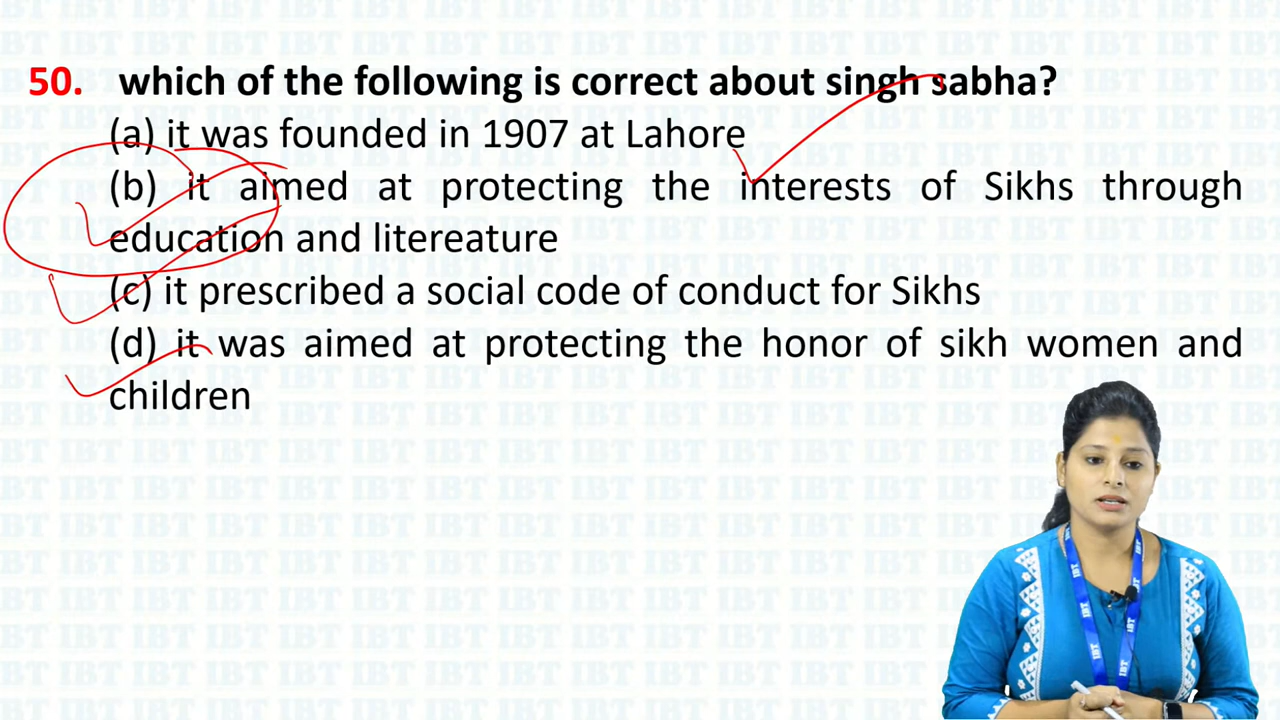 50. which of the following is correct about singh sabha?
(a) it was founded in 1907 at Lahore
(b) it aimed at protecting the interests of Sikhs through
education and litereature
(c) it prescribed a social code of conduct for Sikhs
(d) it was aimed at protecting the honor of sikh women and
children
IBT
IBT